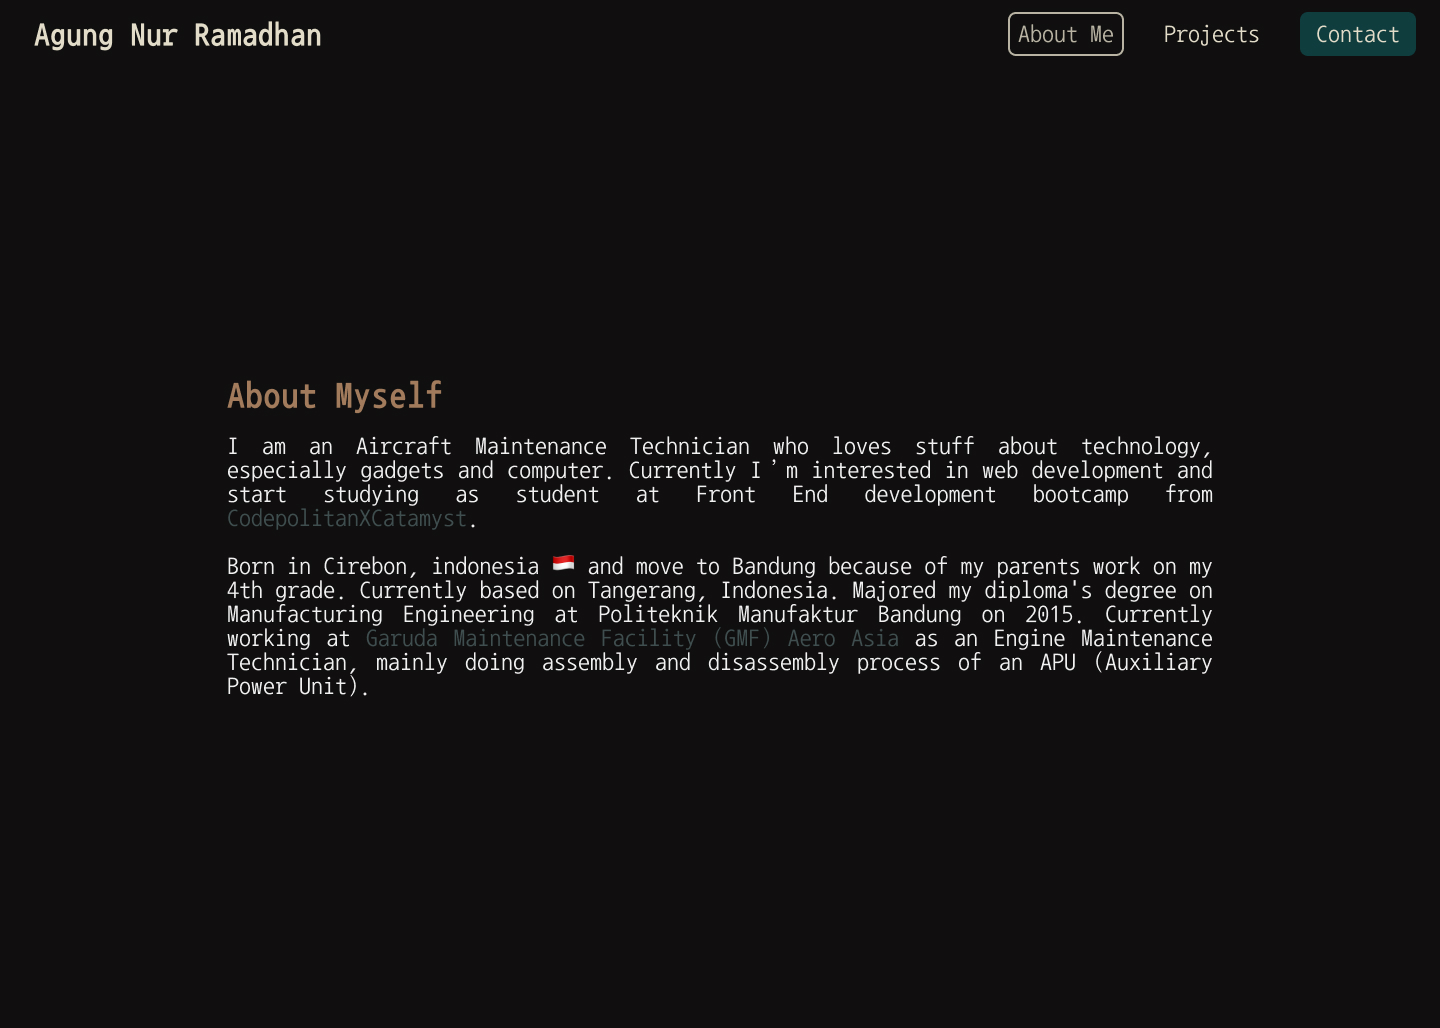 Agung Nur Ramadhan
About Me
Projects
Contact
About Myself
I am an Aircraft Maintenance Technician who loves stuff about technology,
especially gadgets and computer. Currently I’m interested in web development and
start studying as student at Front End development bootcamp from
CodepolitanXCatamyst.
Born in Cirebon, indonesia 🇮🇩 and move to Bandung because of my parents work on my
4th grade. Currently based on Tangerang, Indonesia. Majored my diploma's degree on
Manufacturing Engineering at Politeknik Manufaktur Bandung on 2015. Currently
working at Garuda Maintenance Facility (GMF) Aero Asia as an Engine Maintenance
Technician, mainly doing assembly and disassembly process of an APU (Auxiliary
Power Unit).